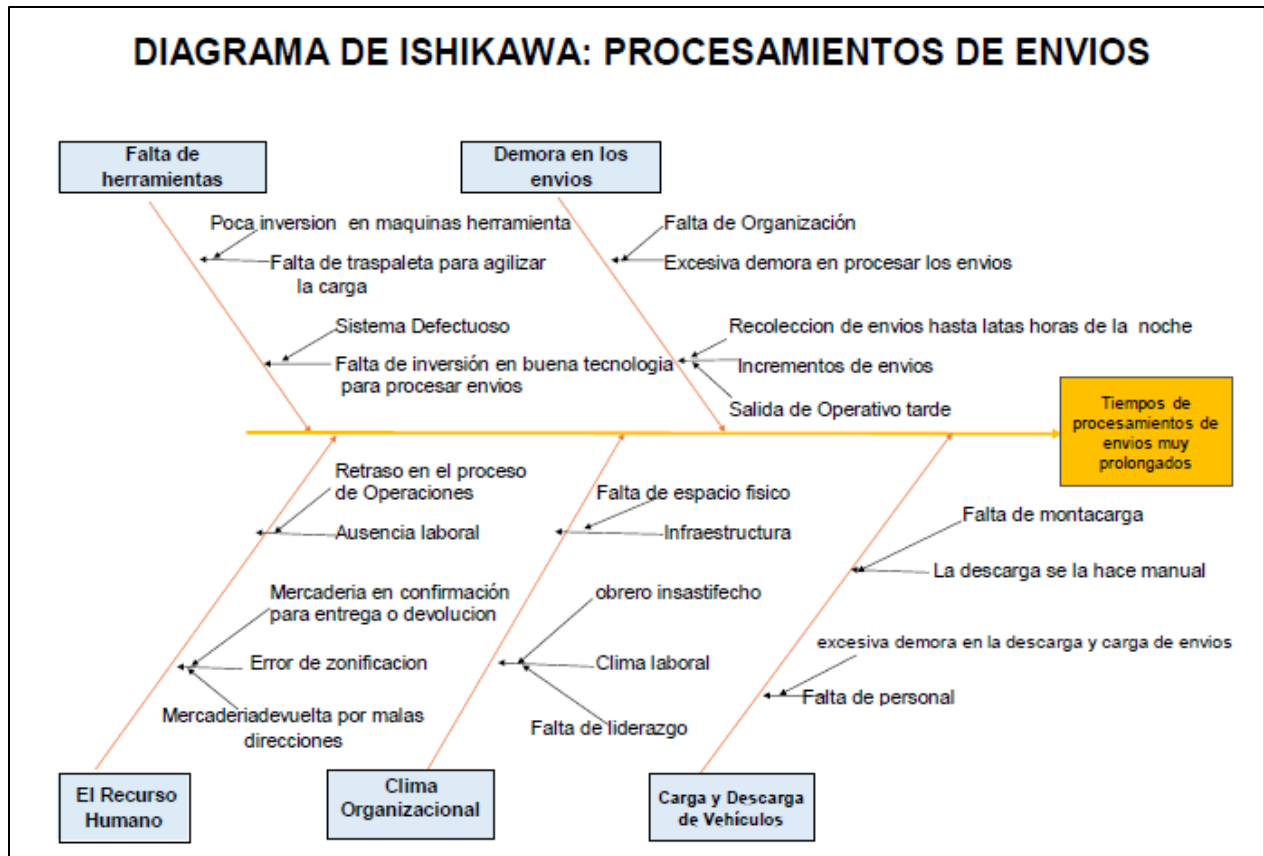 DIAGRAMA DE ISHIKAWA: PROCESAMIENTOS DE ENVIOS
Falta de
herramientas
Demora en los
envios
Poca inversion en maquinas herramienta
Falta de traspaleta para agilizar
la carga
Sistema Defectuoso
Falta de inversión en buena tecnologia
para procesar envios
Falta de Organización
Excesiva demora en procesar los envios
Recoleccion de envios hasta latas horas de la noche
Incrementos de envios
Salida de Operativo tarde
Tiempos de
procesamientos de
envios muy
prolongados
Retraso en el proceso
de Operaciones
Ausencia laboral
Mercaderia en confirmación
para entrega o devolucion
Error de zonificacion
Mercaderiadevuelta por malas
direcciones
Falta de espacio fisico
Infraestructura
obrero insastifecho
Clima laboral
Falta de liderazgo
Falta de montacarga
La descarga se la hace manual
excesiva demora en la descarga y carga de envios
Falta de personal
El Recurso
Humano
Clima
Organizacional
Carga y Descarga
de Vehículos